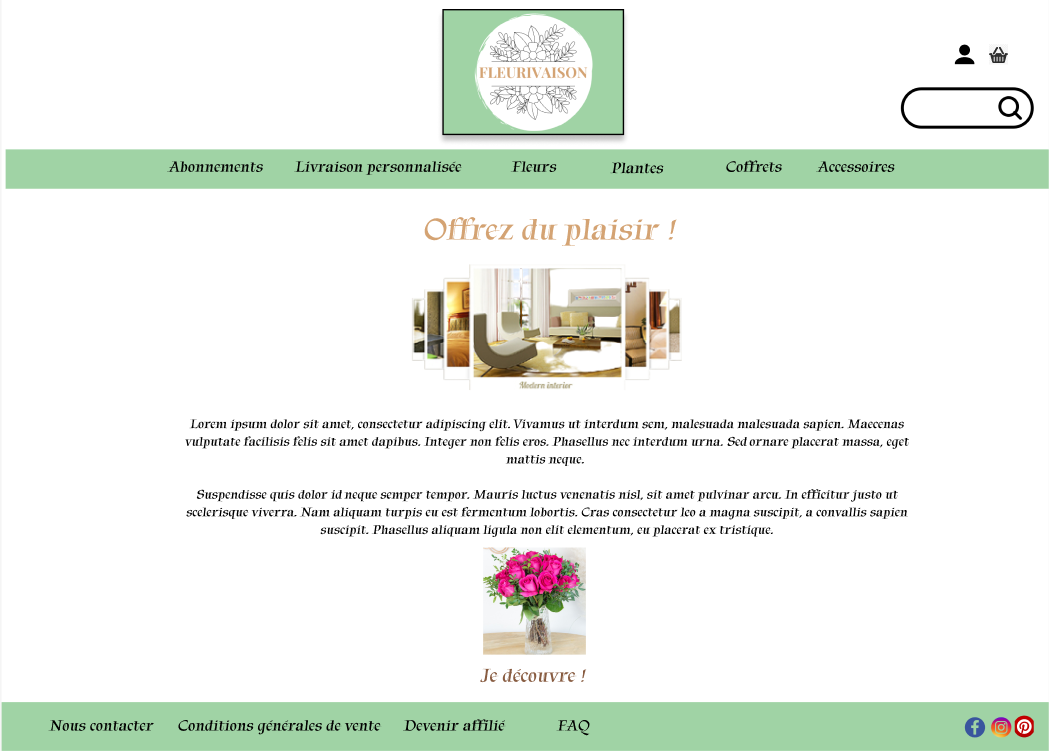 FLEURIVAISON
Abonnements Livraison personnalisée Fleurs Plantes Coffrets Accessoires
Offrez du plaisir !
Modern interior
Lorem ipsum dolor sit amet, consectetur adipiscing elit. Vivamus ut interdum sem, malesuada malesuada sapien. Maecenas
vulputate facilisis felis sit amet dapibus. Integer non felis eros. Phasellus nec interdum urna. Sed ornare placerat massa, eget
mattis neque.
Suspendisse quis dolor id neque semper tempor. Mauris luctus venenatis nisl, sit amet pulvinar arcu. In efficitur justo ut
scelerisque viverra. Nam aliquam turpis eu est fermentum lobortis. Cras consectetur leo a magna suscipit, a convallis sapien
suscipit. Phasellus aliquam ligula non elit elementum, eu placerat ex tristique.
Je découvre !
Nous contacter Conditions générales de vente Devenir affilié FAQ